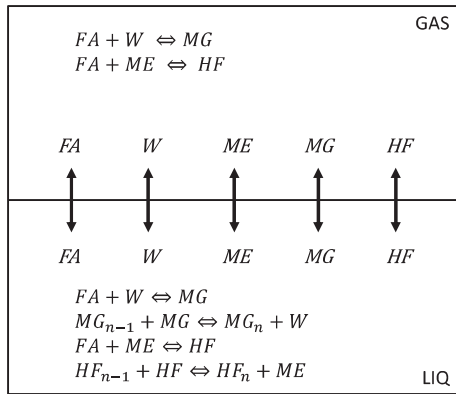 GAS
FA + W ⇔ MG
FA + ME ⇔ HF
FA W ME MG HF
FA W ME MG HF
FA + W ⇔ MG
MG_{n−1} + MG ⇔ MG_n + W
FA + ME ⇔ HF
HF_{n−1} + HF ⇔ HF_n + ME
LIQ